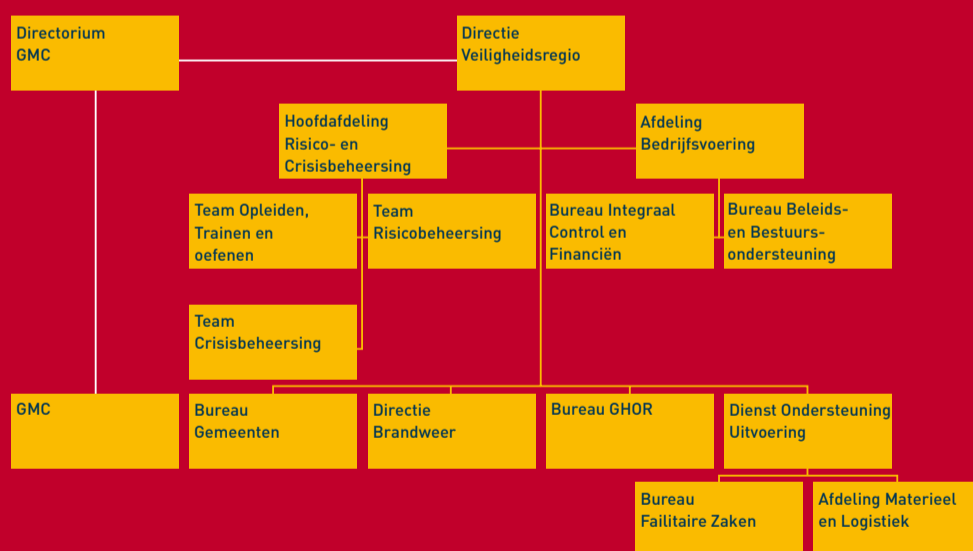 Directorium
GMC
Directie
Veiligheidsregio
Hoofdafdeling
Risico- en
Crisisbeheersing
Afdeling
Bedrijfsvoering
Team Opleiden,
Trainen en
oefenen
Team
Risicobeheersing
Bureau Integraal
Control en
Financiën
Bureau Beleids-
en Bestuurs-
ondersteuning
Team
Crisisbeheersing
GMC
Bureau
Gemeenten
Directie
Brandweer
Bureau GHOR
Dienst Ondersteuning
Uitvoering
Bureau
Failitaire Zaken
Afdeling Materieel
en Logistiek